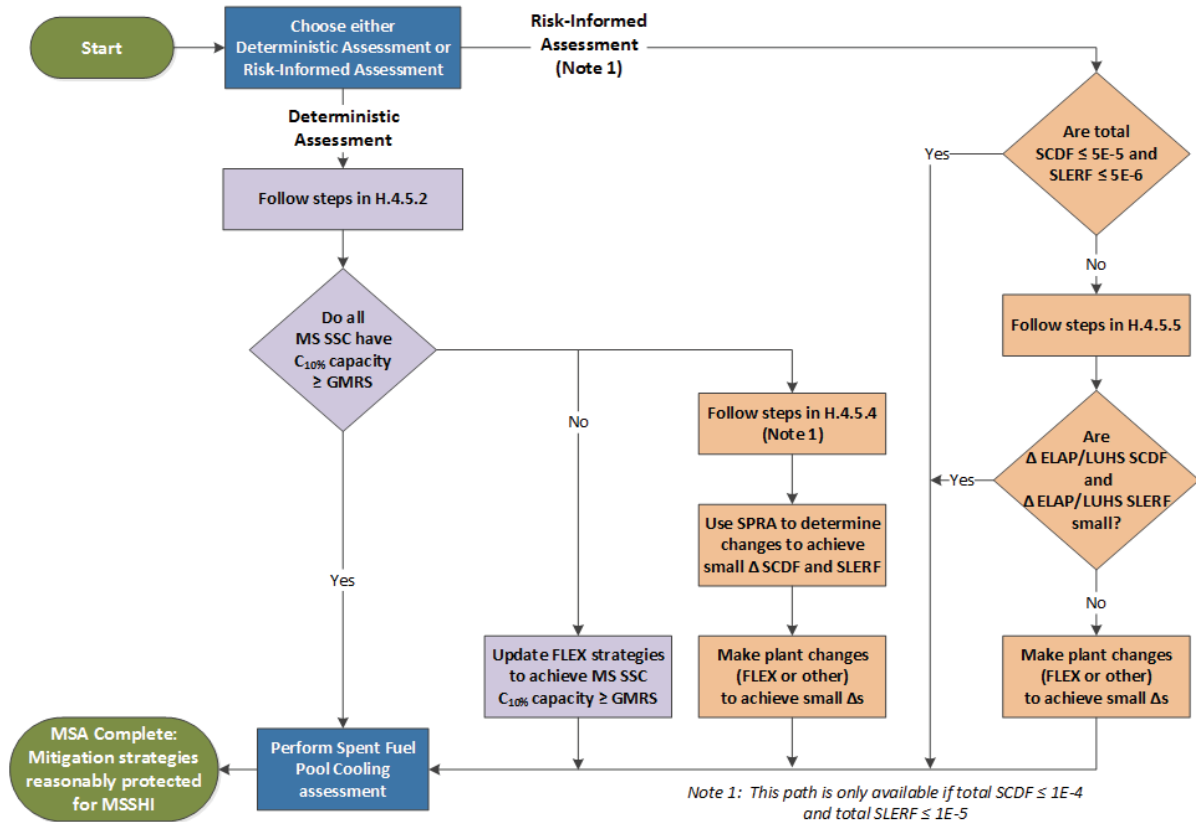 Start
Choose either
Deterministic Assessment or
Risk-Informed Assessment
Risk-Informed
Assessment
(Note 1)
Deterministic
Assessment
Follow steps in H.4.5.2
Do all
MS SSC have
C10% capacity
≥ GMRS
Yes
No
Update FLEX strategies
to achieve MS SSC
C10% capacity ≥ GMRS
Follow steps in H.4.5.4
(Note 1)
Use SPRA to determine
changes to achieve
small Δ SCDF and SLERF
Make plant changes
(FLEX or other)
to achieve small Δs
Are total
SCDF ≤ 5E-5 and
SLERF ≤ 5E-6
Yes
No
Follow steps in H.4.5.5
Are
Δ ELAP/LUHS SCDF
and
Δ ELAP/LUHS SLERF
small?
Yes
No
Make plant changes
(FLEX or other)
to achieve small Δs
Perform Spent Fuel
Pool Cooling
assessment
MSA Complete:
Mitigation strategies
reasonably protected
for MSSHI
Note 1: This path is only available if total SCDF ≤ 1E-4
and total SLERF ≤ 1E-5